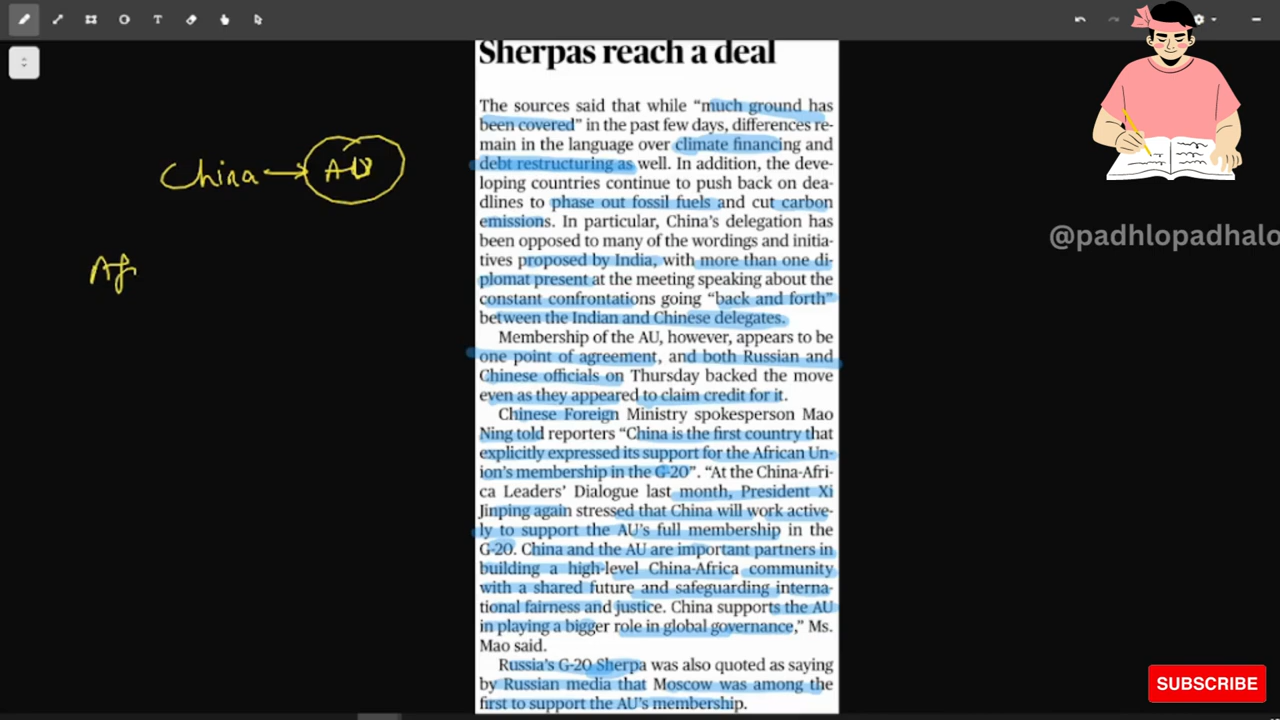 Sherpas reach a deal
The sources said that while “much ground has
been covered” in the past few days, differences re-
main in the language over climate financing and
debt restructuring as well. In addition, the deve-
loping countries continue to push back on dea-
dlines to phase out fossil fuels and cut carbon
emissions. In particular, China’s delegation has
been opposed to many of the wordings and initia-
tives proposed by India, with more than one di-
plomat present at the meeting speaking about the
constant confrontations going “back and forth”
between the Indian and Chinese delegates.
Membership of the AU, however, appears to be
one point of agreement, and both Russian and
Chinese officials on Thursday backed the move
even as they appeared to claim credit for it.
Chinese Foreign Ministry spokesperson Mao
Ning told reporters “China is the first country that
explicitly expressed its support for the African Un-
ion’s membership in the G-20”. “At the China-Afri-
ca Leaders’ Dialogue last month, President Xi
Jinping again stressed that China will work active-
ly to support the AU’s full membership in the
G-20. China and the AU are important partners in
building a high-level China-Africa community
with a shared future and safeguarding interna-
tional fairness and justice. China supports the AU
in playing a bigger role in global governance,” Ms.
Mao said.
Russia’s G-20 Sherpa was also quoted as saying
by Russian media that Moscow was among the
first to support the AU’s membership.
China → AU
Af
@padhlopadhalo
SUBSCRIBE